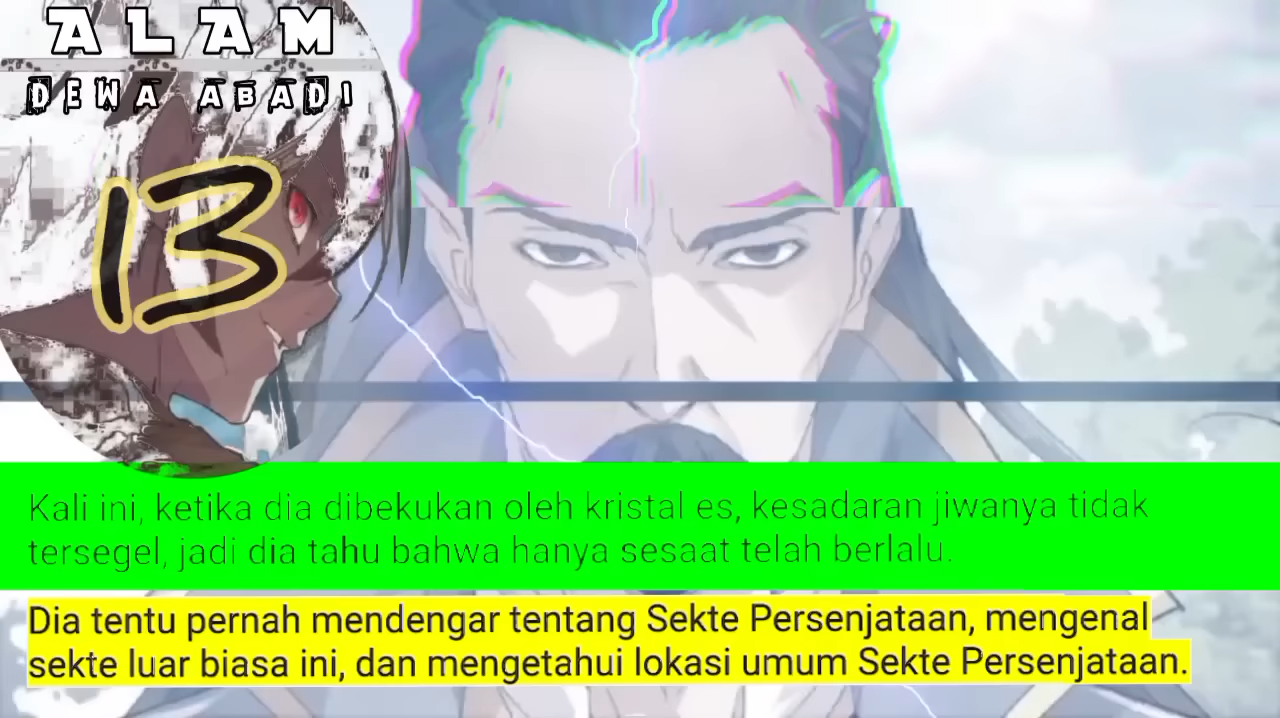 ALAM
DEWA ABADI
13
Kali ini, ketika dia dibekukan oleh kristal es, kesadaran jiwanya tidak
tersegel, jadi dia tahu bahwa hanya sesaat telah berlalu.
Dia tentu pernah mendengar tentang Sekte Persenjataan, mengenal
sekte luar biasa ini, dan mengetahui lokasi umum Sekte Persenjataan.